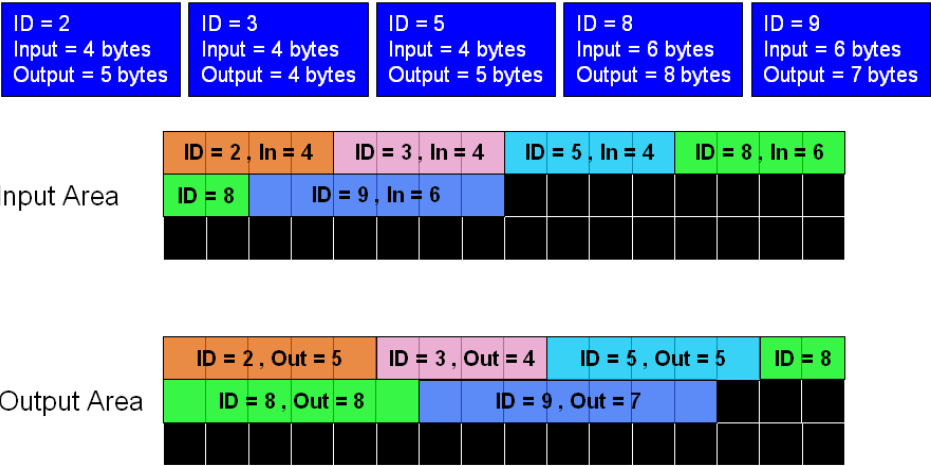 ID = 2
Input = 4 bytes
Output = 5 bytes
ID = 3
Input = 4 bytes
Output = 4 bytes
ID = 5
Input = 4 bytes
Output = 5 bytes
ID = 8
Input = 6 bytes
Output = 8 bytes
ID = 9
Input = 6 bytes
Output = 7 bytes
ID = 2 , In = 4 ID = 3 , In = 4 ID = 5 , In = 4 ID = 8 , In = 6
Input Area ID = 8 ID = 9 , In = 6
ID = 2 , Out = 5 ID = 3 , Out = 4 ID = 5 , Out = 5 ID = 8
Output Area ID = 8 , Out = 8 ID = 9 , Out = 7